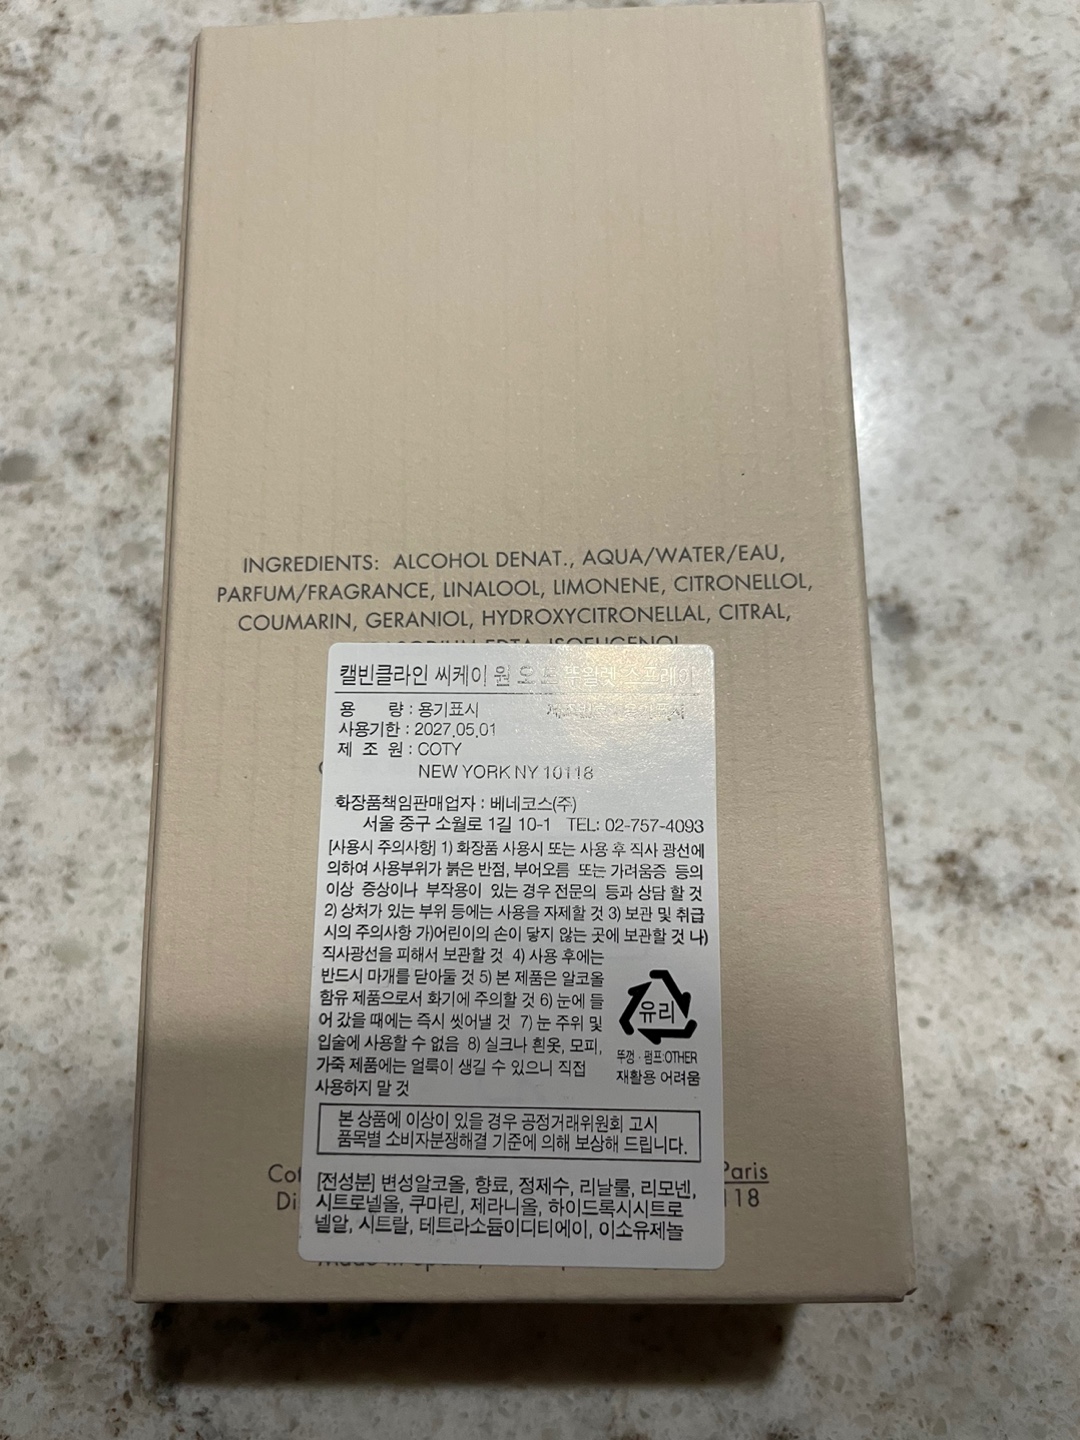 INGREDIENTS: ALCOHOL DENAT., AQUA/WATER/EAU,
PARFUM/FRAGRANCE, LINALOOL, LIMONENE, CITRONELLOL,
COUMARIN, GERANIOL, HYDROXYCITRONELLAL, CITRAL,
EDTA, ISOEUGENOL
캘빈클라인 씨케이 원 오 드 뚜왈렛 스프레이
용 량 : 용기표시
사용기한 : 2027.05.01
제 조 원 : COTY
NEW YORK NY 10118
화장품책임판매업자 : 베네코스(주)
서울 중구 소월로 1길 10-1 TEL: 02-757-4093
[사용시 주의사항] 1) 화장품 사용시 또는 사용 후 직사 광선에
의하여 사용부위가 붉은 반점, 부어오름 또는 가려움증 등의
이상 증상이나 부작용이 있는 경우 전문의 등과 상담 할 것
2) 상처가 있는 부위 등에는 사용을 자제할 것 3) 보관 및 취급
시의 주의사항 가)어린이의 손이 닿지 않는 곳에 보관할 것 나)
직사광선을 피해서 보관할 것 4) 사용 후에는
반드시 마개를 닫아둘 것 5) 본 제품은 알코올
함유 제품으로서 화기에 주의할 것 6) 눈에 들
어 갔을 때에는 즉시 씻어낼 것 7) 눈 주위 및
입술에 사용할 수 없음 8) 실크나 흰옷, 모피,
가죽 제품에는 얼룩이 생길 수 있으니 직접
사용하지 말 것
유리
뚜껑·펌프:OTHER
재활용 어려움
본 상품에 이상이 있을 경우 공정거래위원회 고시
품목별 소비자분쟁해결 기준에 의해 보상해 드립니다.
[전성분] 변성알코올, 향료, 정제수, 리날룰, 리모넨,
시트로넬올, 쿠마린, 제라니올, 하이드록시시트로
넬알, 시트랄, 테트라소듐이디티에이, 이소유제놀
Paris
118